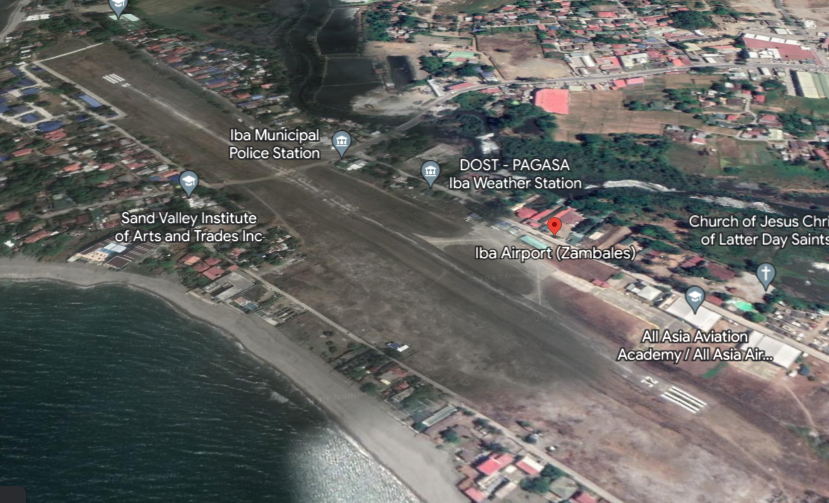 Iba Municipal
Police Station
DOST - PAGASA
Iba Weather Station
Sand Valley Institute
of Arts and Trades Inc
Iba Airport (Zambales)
Church of Jesus Chri
of Latter Day Saints
All Asia Aviation
Academy / All Asia Air...